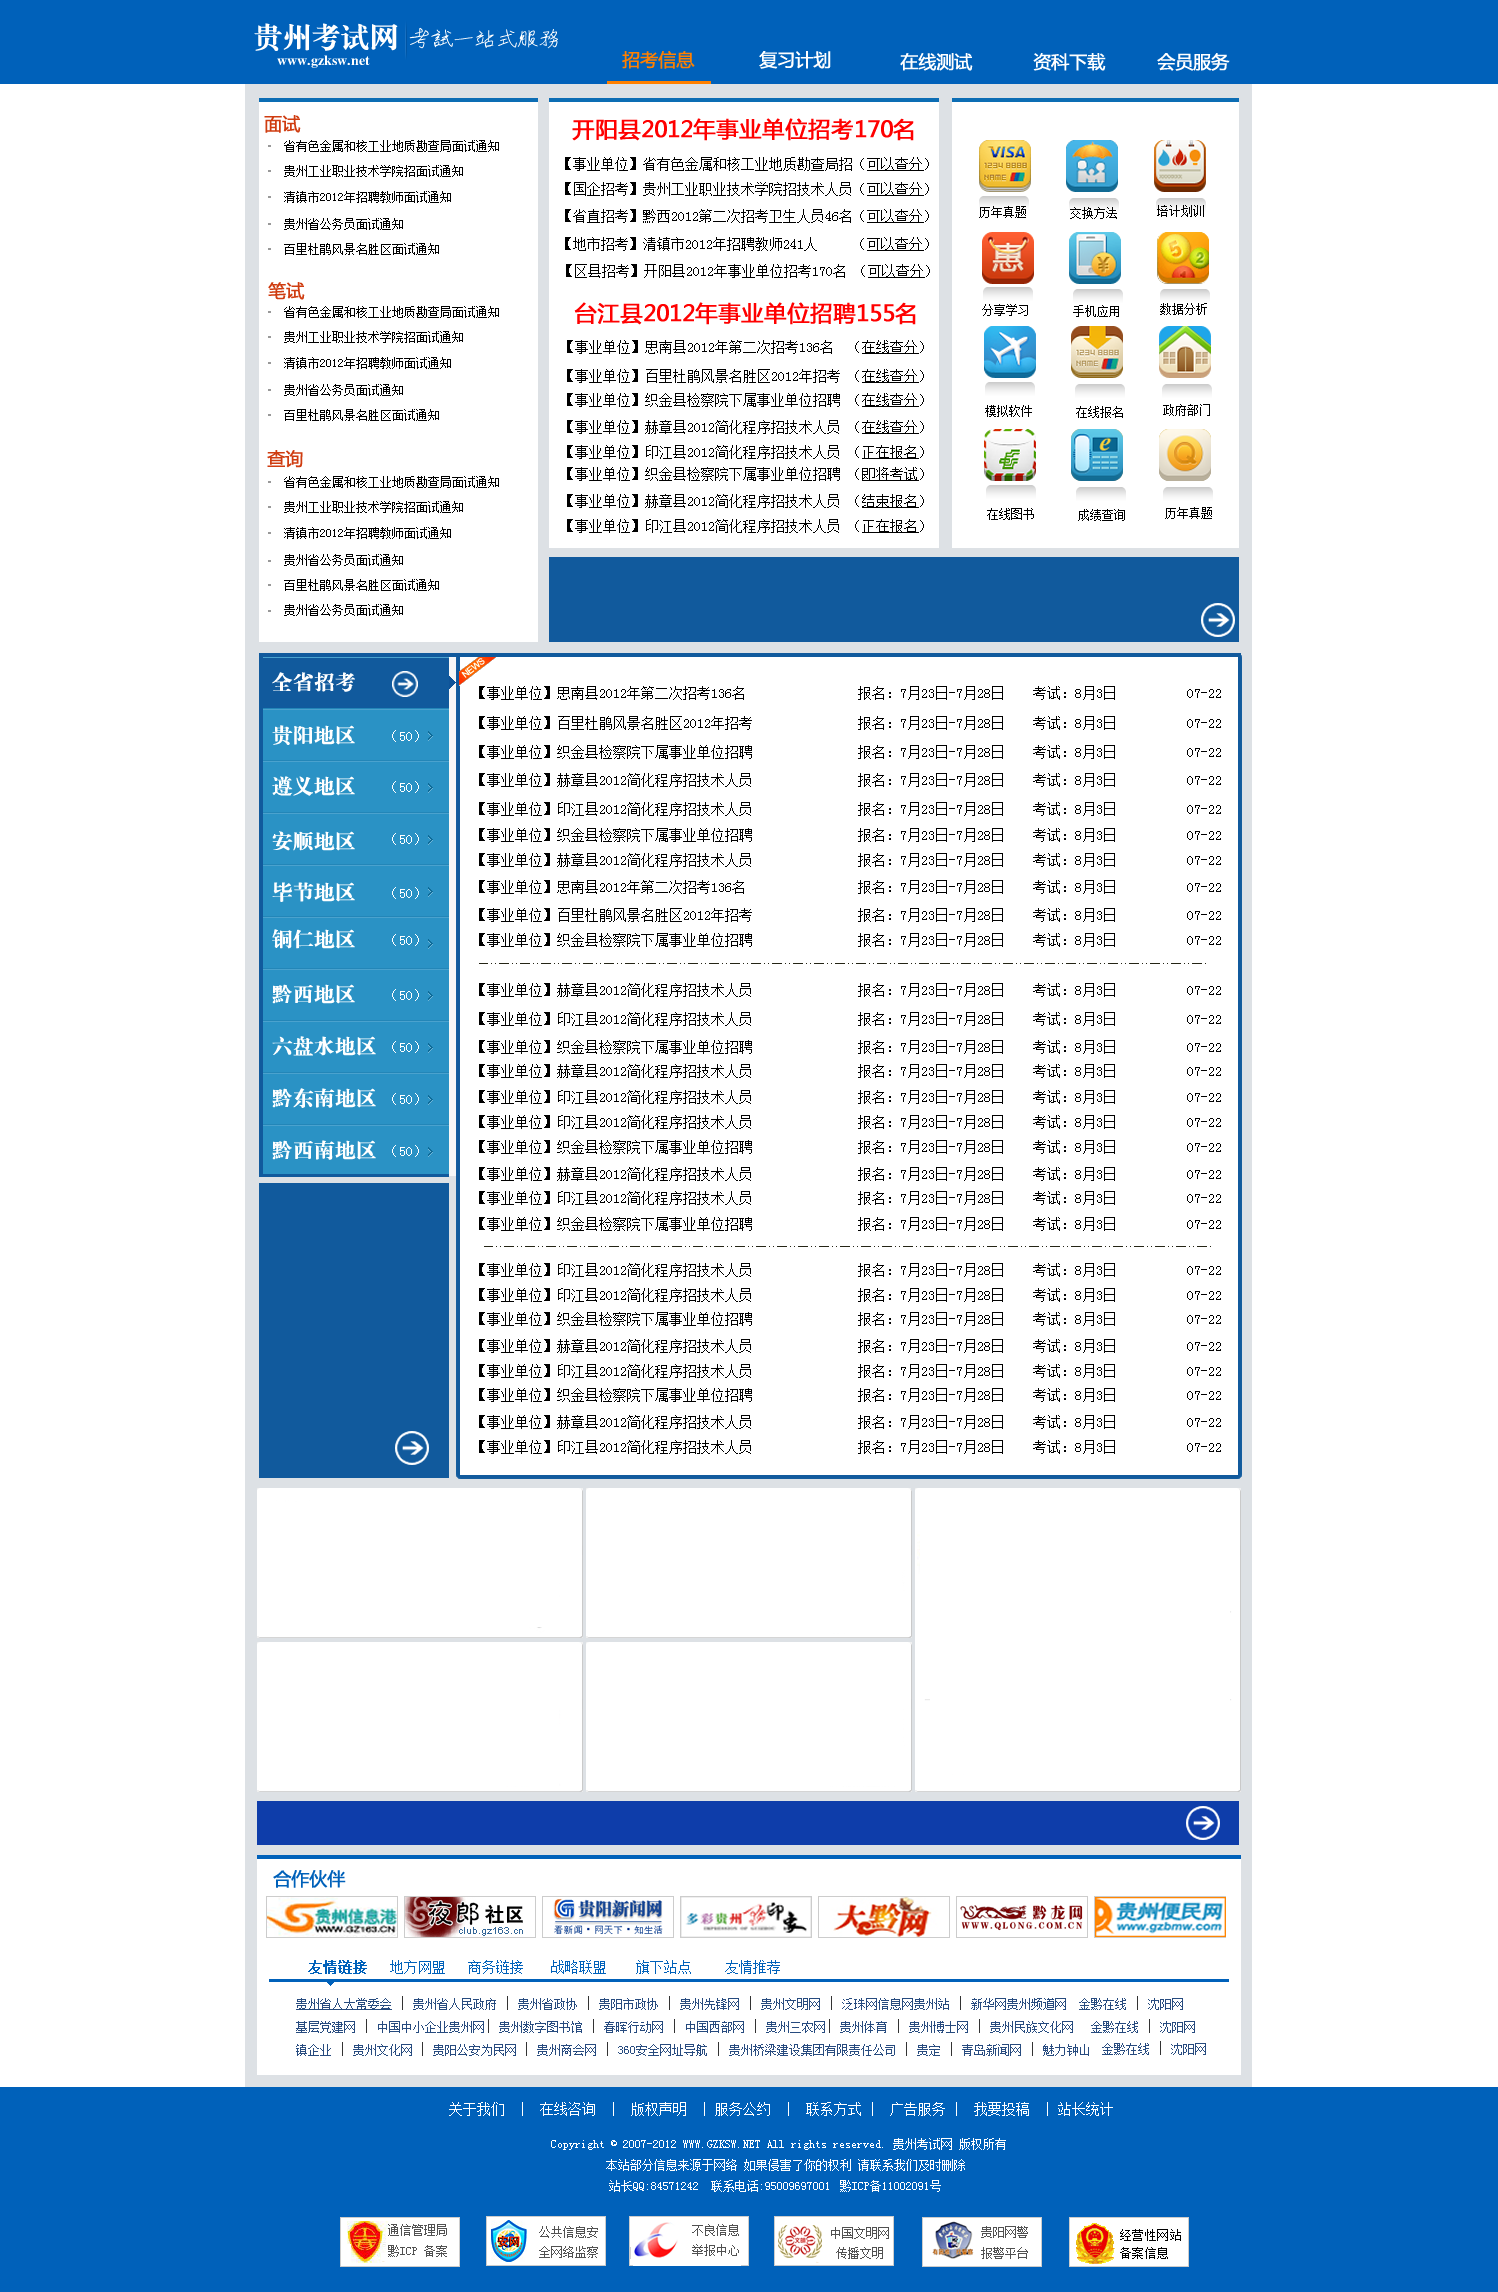 贵州考试网 考試一站式服務
www.gzksw.net
招考信息 复习计划 在线测试 资料下载 会员服务
面试
- 省有色金属和核工业地质勘查局面试通知
- 贵州工业职业技术学院招面试通知
- 清镇市2012年招聘教师面试通知
- 贵州省公务员面试通知
- 百里杜鹃风景名胜区面试通知
笔试
- 省有色金属和核工业地质勘查局面试通知
- 贵州工业职业技术学院招面试通知
- 清镇市2012年招聘教师面试通知
- 贵州省公务员面试通知
- 百里杜鹃风景名胜区面试通知
查询
- 省有色金属和核工业地质勘查局面试通知
- 贵州工业职业技术学院招面试通知
- 清镇市2012年招聘教师面试通知
- 贵州省公务员面试通知
- 百里杜鹃风景名胜区面试通知
- 贵州省公务员面试通知
开阳县2012年事业单位招考170名
【事业单位】省有色金属和核工业地质勘查局招（可以查分）
【国企招考】贵州工业职业技术学院招技术人员（可以查分）
【省直招考】黔西2012第二次招考卫生人员46名（可以查分）
【地市招考】清镇市2012年招聘教师241人 （可以查分）
【区县招考】开阳县2012年事业单位招考170名 （可以查分）
台江县2012年事业单位招聘155名
【事业单位】思南县2012年第二次招考136名 （在线查分）
【事业单位】百里杜鹃风景名胜区2012年招考 （在线查分）
【事业单位】织金县检察院下属事业单位招聘 （在线查分）
【事业单位】赫章县2012简化程序招技术人员 （在线查分）
【事业单位】印江县2012简化程序招技术人员 （正在报名）
【事业单位】织金县检察院下属事业单位招聘 （即将考试）
【事业单位】赫章县2012简化程序招技术人员 （结束报名）
【事业单位】印江县2012简化程序招技术人员 （正在报名）
VISA
1234 8888
NAME
历年真题 交换方法 培计划训
惠 ¥ 5 2
分享学习 手机应用 数据分析
1234 8888
NAME
模拟软件 在线报名 政府部门
e Q
在线图书 成绩查询 历年真题
全省招考
贵阳地区 （50）
遵义地区 （50）
安顺地区 （50）
毕节地区 （50）
铜仁地区 （50）
黔西地区 （50）
六盘水地区 （50）
黔东南地区 （50）
黔西南地区 （50）
NEWS
【事业单位】思南县2012年第二次招考136名 报名：7月23日-7月28日 考试：8月3日 07-22
【事业单位】百里杜鹃风景名胜区2012年招考 报名：7月23日-7月28日 考试：8月3日 07-22
【事业单位】织金县检察院下属事业单位招聘 报名：7月23日-7月28日 考试：8月3日 07-22
【事业单位】赫章县2012简化程序招技术人员 报名：7月23日-7月28日 考试：8月3日 07-22
【事业单位】印江县2012简化程序招技术人员 报名：7月23日-7月28日 考试：8月3日 07-22
【事业单位】织金县检察院下属事业单位招聘 报名：7月23日-7月28日 考试：8月3日 07-22
【事业单位】赫章县2012简化程序招技术人员 报名：7月23日-7月28日 考试：8月3日 07-22
【事业单位】思南县2012年第二次招考136名 报名：7月23日-7月28日 考试：8月3日 07-22
【事业单位】百里杜鹃风景名胜区2012年招考 报名：7月23日-7月28日 考试：8月3日 07-22
【事业单位】织金县检察院下属事业单位招聘 报名：7月23日-7月28日 考试：8月3日 07-22
【事业单位】赫章县2012简化程序招技术人员 报名：7月23日-7月28日 考试：8月3日 07-22
【事业单位】印江县2012简化程序招技术人员 报名：7月23日-7月28日 考试：8月3日 07-22
【事业单位】织金县检察院下属事业单位招聘 报名：7月23日-7月28日 考试：8月3日 07-22
【事业单位】赫章县2012简化程序招技术人员 报名：7月23日-7月28日 考试：8月3日 07-22
【事业单位】印江县2012简化程序招技术人员 报名：7月23日-7月28日 考试：8月3日 07-22
【事业单位】印江县2012简化程序招技术人员 报名：7月23日-7月28日 考试：8月3日 07-22
【事业单位】织金县检察院下属事业单位招聘 报名：7月23日-7月28日 考试：8月3日 07-22
【事业单位】赫章县2012简化程序招技术人员 报名：7月23日-7月28日 考试：8月3日 07-22
【事业单位】印江县2012简化程序招技术人员 报名：7月23日-7月28日 考试：8月3日 07-22
【事业单位】织金县检察院下属事业单位招聘 报名：7月23日-7月28日 考试：8月3日 07-22
【事业单位】印江县2012简化程序招技术人员 报名：7月23日-7月28日 考试：8月3日 07-22
【事业单位】印江县2012简化程序招技术人员 报名：7月23日-7月28日 考试：8月3日 07-22
【事业单位】织金县检察院下属事业单位招聘 报名：7月23日-7月28日 考试：8月3日 07-22
【事业单位】赫章县2012简化程序招技术人员 报名：7月23日-7月28日 考试：8月3日 07-22
【事业单位】印江县2012简化程序招技术人员 报名：7月23日-7月28日 考试：8月3日 07-22
【事业单位】织金县检察院下属事业单位招聘 报名：7月23日-7月28日 考试：8月3日 07-22
【事业单位】赫章县2012简化程序招技术人员 报名：7月23日-7月28日 考试：8月3日 07-22
【事业单位】印江县2012简化程序招技术人员 报名：7月23日-7月28日 考试：8月3日 07-22
合作伙伴
贵州信息港 夜郎社区 贵阳新闻网 多彩贵州 印象 大黔网 黔龙网 贵州便民网
WWW.GZ163.CN club.gz163.cn 看新闻·网天下·知生活 WWW.QLONG.COM.CN www.gzbmw.com
友情链接 地方网盟 商务链接 战略联盟 旗下站点 友情推荐
贵州省人大常委会 | 贵州省人民政府 | 贵州省政协 | 贵阳市政协 | 贵州先锋网 | 贵州文明网 | 泛珠网信息网贵州站 | 新华网贵州频道网 金黔在线 | 沈阳网
基层党建网 | 中国中小企业贵州网 | 贵州数字图书馆 | 春晖行动网 | 中国西部网 | 贵州三农网 | 贵州体育 | 贵州博士网 | 贵州民族文化网 金黔在线 | 沈阳网
镇企业 | 贵州文化网 | 贵阳公安为民网 | 贵州商会网 | 360安全网址导航 | 贵州桥梁建设集团有限责任公司 | 贵定 | 青岛新闻网 | 魅力钟山 金黔在线 | 沈阳网
关于我们 | 在线咨询 | 版权声明 | 服务公约 | 联系方式 | 广告服务 | 我要投稿 | 站长统计
Copyright © 2007-2012 WWW.GZKSW.NET All rights reserved. 贵州考试网 版权所有
本站部分信息来源于网络 如果侵害了你的权利 请联系我们及时删除
站长QQ:84571242 联系电话:95009697001 黔ICP备11002091号
通信管理局 公共信息安 不良信息 中国文明网 贵阳网警 经营性网站
黔ICP 备案 全网络监察 举报中心 传播文明 报警平台 备案信息